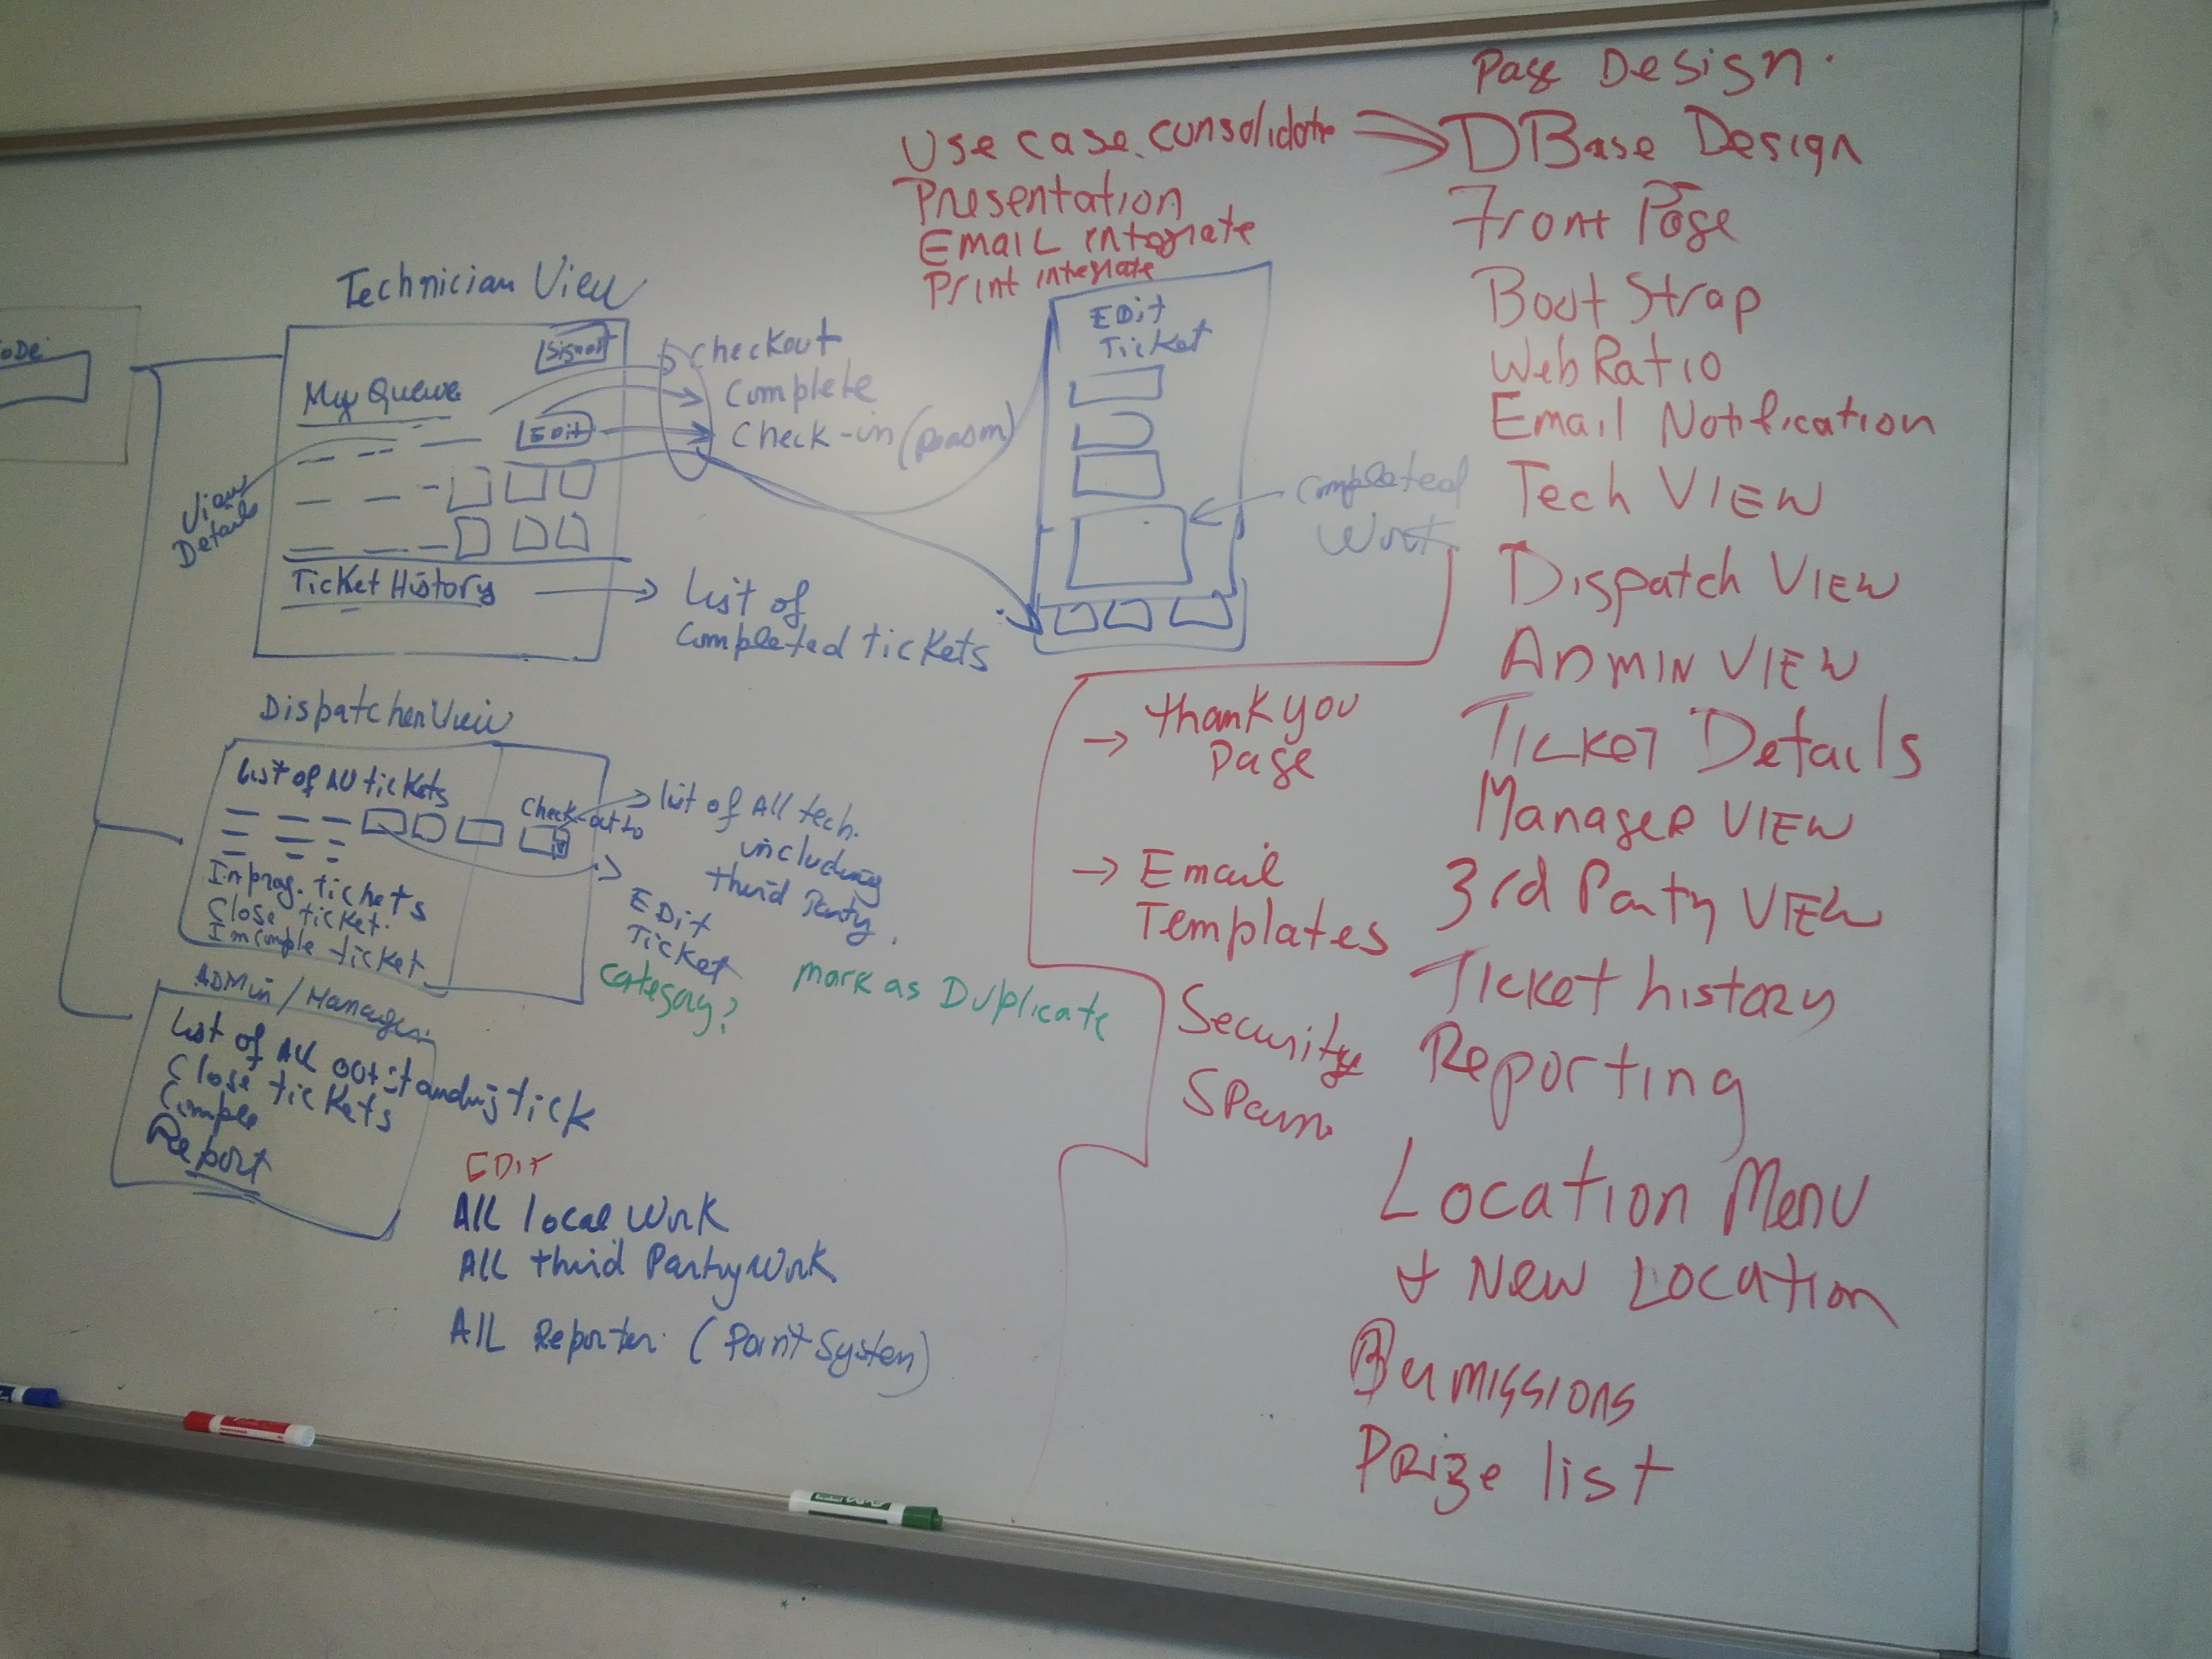 Page Design.
Use case consolidate
DBase Design
Presentation
Email integrate
Print integrate
Front Page
Boot Strap
WebRatio
Email Notification
Tech VIEW
Dispatch VIEW
ADMIN VIEW
TICKET Details
Manager VIEW
3rd Party VIEW
TICKET history
Reporting
Location Menu
+ New Location
Permissions
Prize list
Technician View
Signout
My Queue
Edit
View
Details
Ticket History
Checkout
Complete
Check-in (reason)
List of
completed tickets
EDit
Ticket
completed
Work
thank you
page
Email
Templates
Security
Spam
Dispatcher View
List of All tickets
Check-out to
In prog. tickets
Close ticket.
Incomple ticket
list of All tech.
including
third Party.
EDit
Ticket
category?
mark as Duplicate
ADMin/Manager
List of All outstanding tick
Close tickets
Comple
Report
EDIT
All local Work
All third Party Work
All Reporter (Point System)